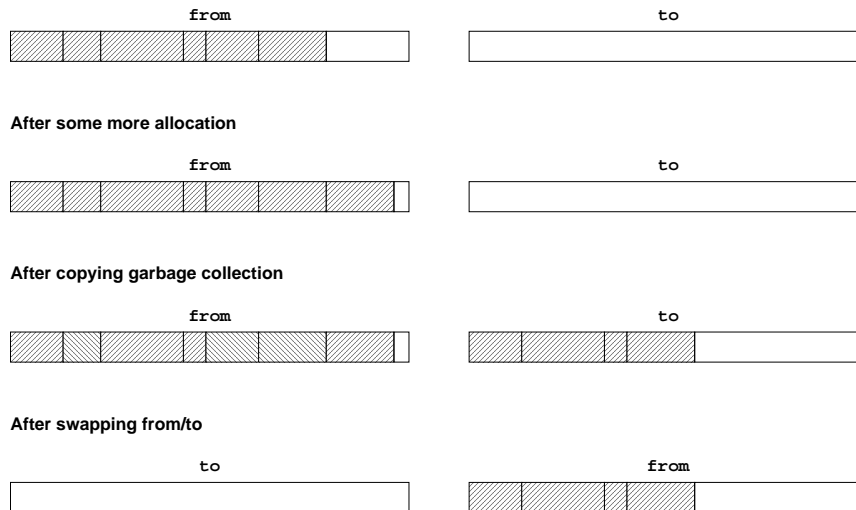 from to
After some more allocation
from to
After copying garbage collection
from to
After swapping from/to
to from